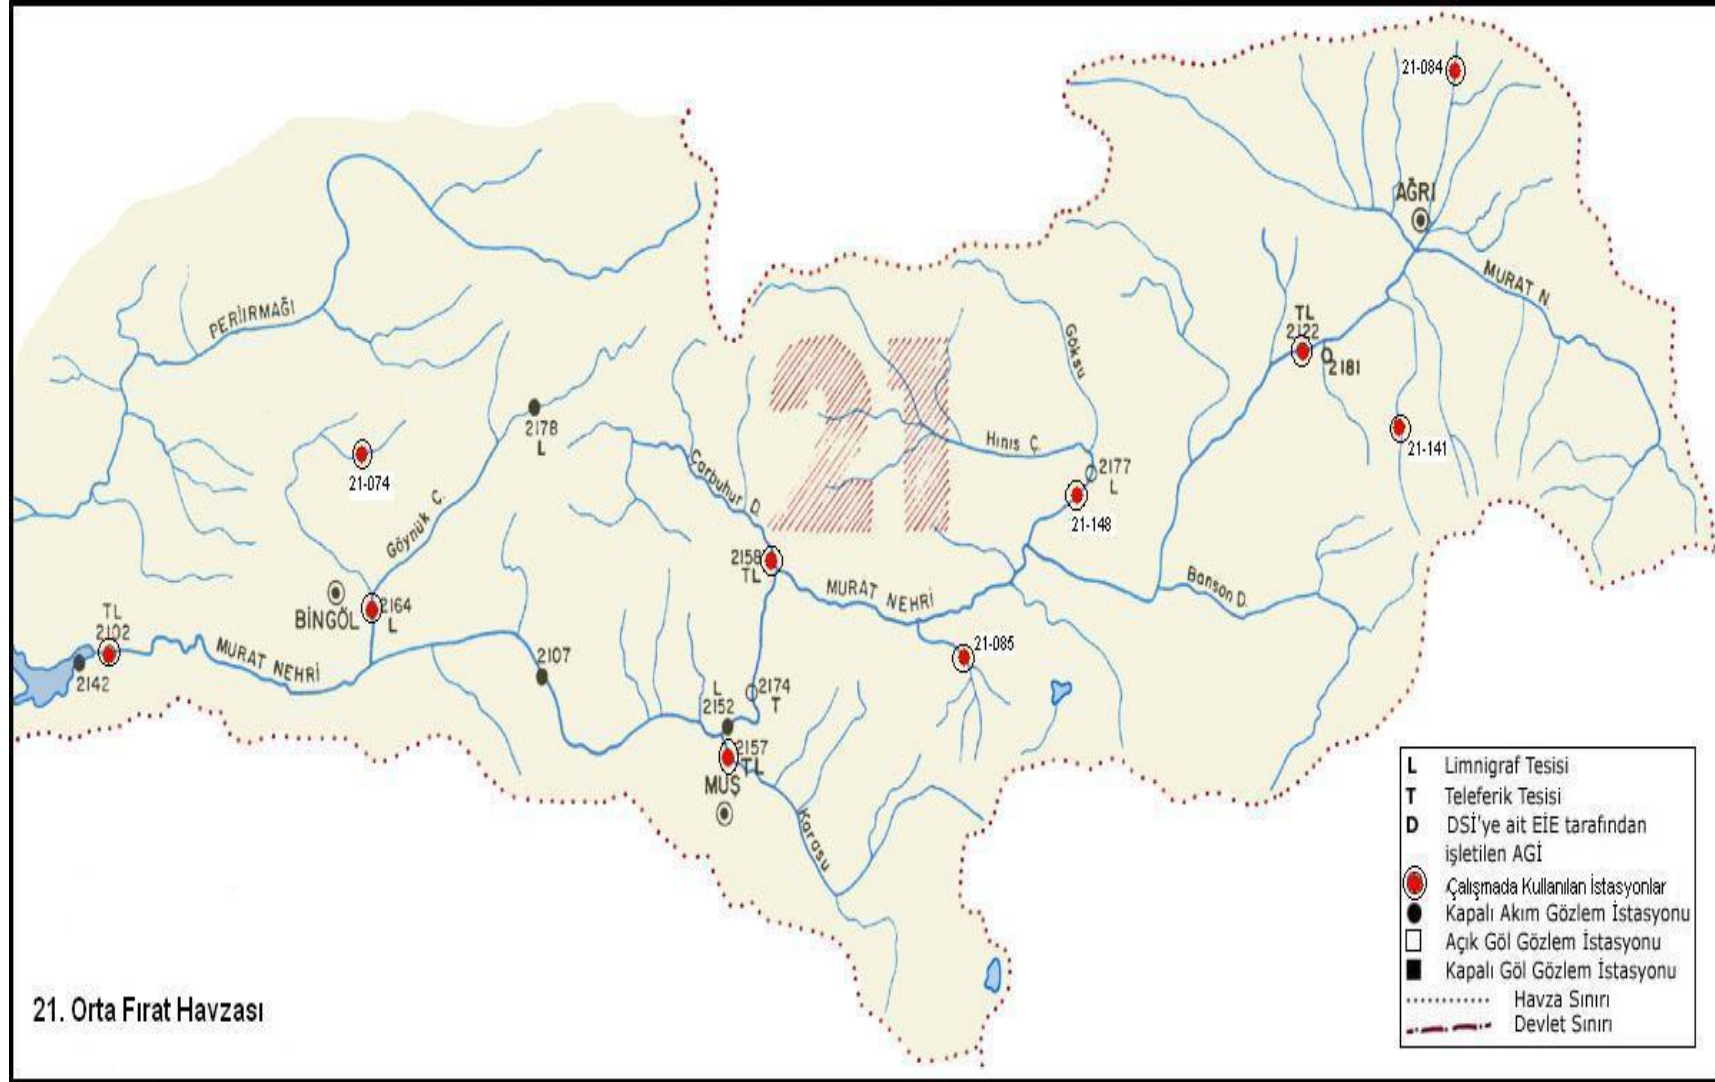 21-084
AĞRI
MURAT N.
PERİIRMAĞI
Göksu
TL
2122
2181
21
2178
L
21-141
Hınıs Ç.
2177
L
21-074
Çarbuhur D.
21-148
Göynük Ç.
2158
TL
MURAT NEHRİ
Banson D.
BİNGÖL
2164
L
TL
2102
21-085
MURAT NEHRİ
2142
2107
2174
T
L
2152
2157
TL
MUŞ
Karasu
L Limnigraf Tesisi
T Teleferik Tesisi
D DSİ'ye ait EİE tarafından
işletilen AGİ
Çalışmada Kullanılan İstasyonlar
Kapalı Akım Gözlem İstasyonu
Açık Göl Gözlem İstasyonu
Kapalı Göl Gözlem İstasyonu
Havza Sınırı
Devlet Sınırı
21. Orta Fırat Havzası